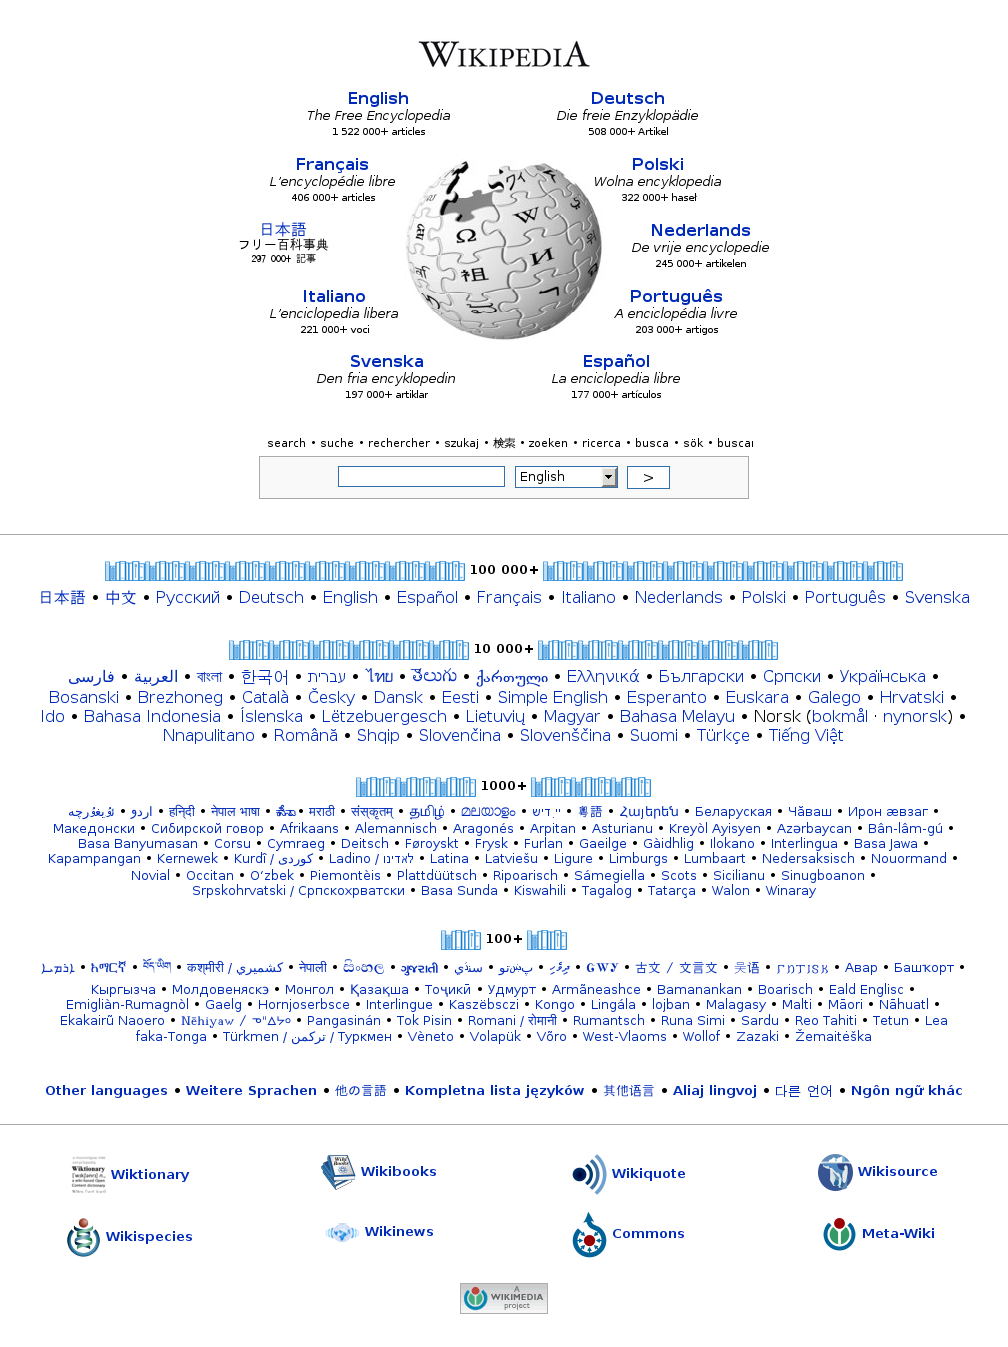 WIKIPEDIA
English
The Free Encyclopedia
1 522 000+ articles
Deutsch
Die freie Enzyklopädie
508 000+ Artikel
Français
L'encyclopédie libre
406 000+ articles
Polski
Wolna encyklopedia
322 000+ haseł
日本語
フリー百科事典
297 000+ 記事
Nederlands
De vrije encyclopedie
245 000+ artikelen
Italiano
L'enciclopedia libera
221 000+ voci
Português
A enciclopédia livre
203 000+ artigos
Svenska
Den fria encyklopedin
197 000+ artiklar
Español
La enciclopedia libre
177 000+ artículos
search • suche • rechercher • szukaj • 検索 • zoeken • ricerca • busca • sök • buscar
English >
100 000+
日本語 • 中文 • Русский • Deutsch • English • Español • Français • Italiano • Nederlands • Polski • Português • Svenska
10 000+
فارسی • العربية • বাংলা • 한국어 • עברית • ไทย • తెలుగు • ქართული • Ελληνικά • Български • Српски • Українська •
Bosanski • Brezhoneg • Català • Česky • Dansk • Eesti • Simple English • Esperanto • Euskara • Galego • Hrvatski •
Ido • Bahasa Indonesia • Íslenska • Lëtzebuergesch • Lietuvių • Magyar • Bahasa Melayu • Norsk (bokmål · nynorsk) •
Nnapulitano • Română • Shqip • Slovenčina • Slovenščina • Suomi • Türkçe • Tiếng Việt
1000+
ئۇيغۇرچە • اردو • हिन्दी • नेपाल भाषा • ಕನ್ನಡ • मराठी • संस्कृतम् • தமிழ் • മലയാളം • ייִדיש • 粵語 • Հայերեն • Беларуская • Чăваш • Ирон æвзаг •
Македонски • Сибирской говор • Afrikaans • Alemannisch • Aragonés • Arpitan • Asturianu • Kreyòl Ayisyen • Azərbaycan • Bân-lâm-gú •
Basa Banyumasan • Corsu • Cymraeg • Deitsch • Føroyskt • Frysk • Furlan • Gaeilge • Gàidhlig • Ilokano • Interlingua • Basa Jawa •
Kapampangan • Kernewek • Kurdî / كوردی • Ladino / לאדינו • Latina • Latviešu • Ligure • Limburgs • Lumbaart • Nedersaksisch • Nouormand •
Novial • Occitan • O‘zbek • Piemontèis • Plattdüütsch • Ripoarisch • Sámegiella • Scots • Sicilianu • Sinugboanon •
Srpskohrvatski / Српскохрватски • Basa Sunda • Kiswahili • Tagalog • Tatarça • Walon • Winaray
100+
ܐܪܡܝܐ • አማርኛ • བོད་ཡིག • कश्मीरी / كشميري • नेपाली • සිංහල • ગુજરાતી • سنڌي • پښتو • ދިވެހި • ᏣᎳᎩ • 古文 / 文言文 • 吴语 • Авар • Башҡорт •
Кыргызча • Молдовеняскэ • Монгол • Қазақша • Тоҷикӣ • Удмурт • Armãneashce • Bamanankan • Boarisch • Eald Englisc •
Emigliàn-Rumagnòl • Gaelg • Hornjoserbsce • Interlingue • Kaszëbsczi • Kongo • Lingála • lojban • Malagasy • Malti • Māori • Nāhuatl •
Ekakairũ Naoero • Nēhiyaw / ᓀᐦᐃᔭᐤ • Pangasinán • Tok Pisin • Romani / रोमानी • Rumantsch • Runa Simi • Sardu • Reo Tahiti • Tetun • Lea
faka-Tonga • Türkmen / تركمن / Туркмен • Vèneto • Volapük • Võro • West-Vlaoms • Wollof • Zazaki • Žemaitėška
Other languages • Weitere Sprachen • 他の言語 • Kompletna lista języków • 其他语言 • Aliaj lingvoj • 다른 언어 • Ngôn ngữ khác
Wiktionary
Wikibooks
Wikiquote
Wikisource
Wikispecies
Wikinews
Commons
Meta-Wiki
A
WIKIMEDIA
project